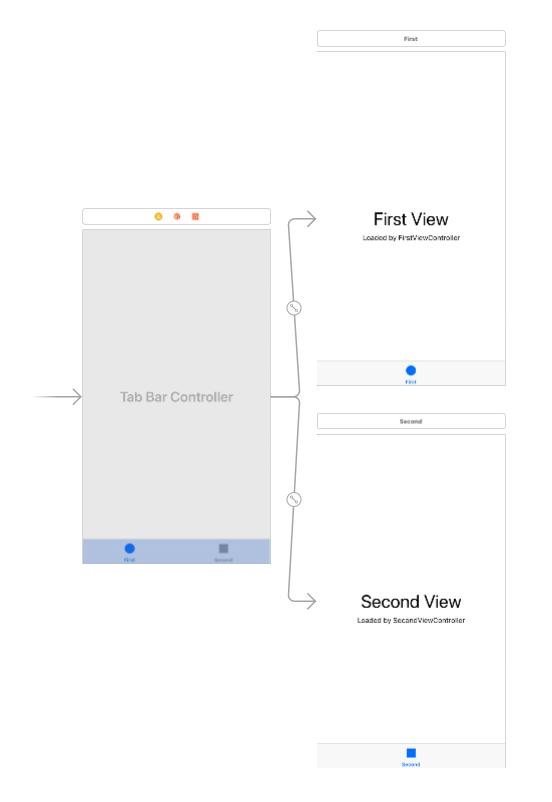 First
First View
Loaded by FirstViewController
First
Tab Bar Controller
First
Second
Second
Second View
Loaded by SecondViewController
Second